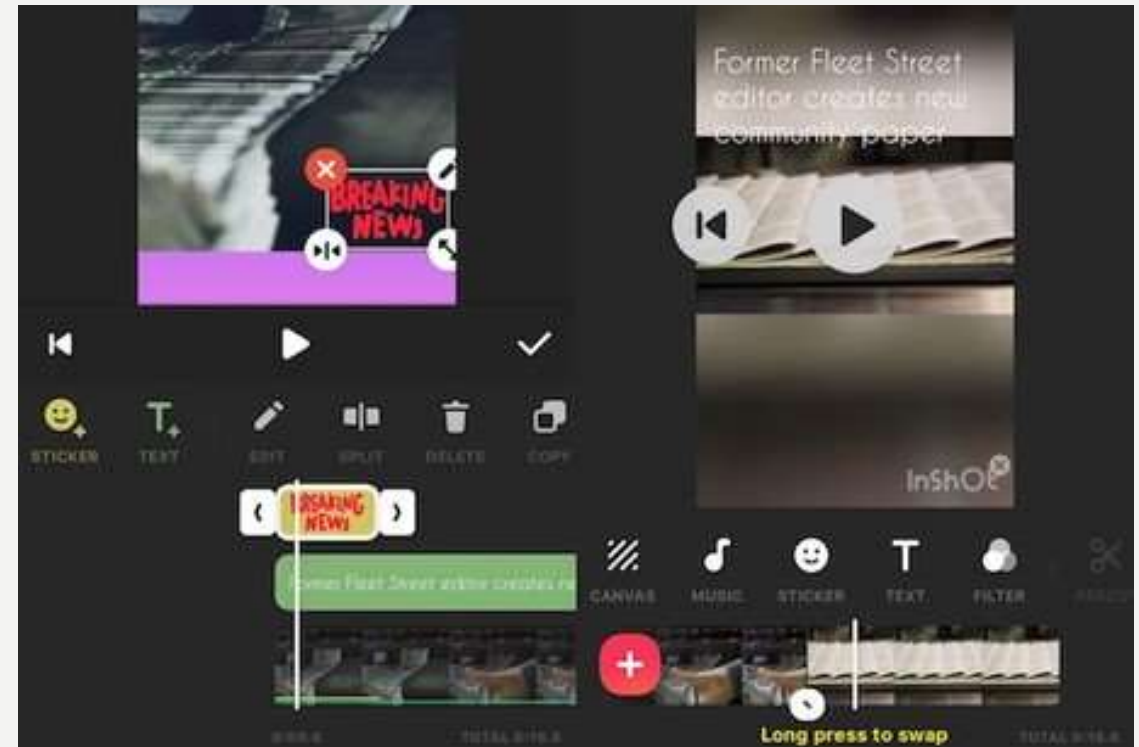 BREAKING
NEWS
STICKER
TEXT
EDIT
SPLIT
DELETE
COPY
BREAKING
NEWS
Former Fleet Street editor creates
Former Fleet Street
editor creates new
community paper
InShOt
CANVAS
MUSIC
STICKER
TEXT
FILTER
Long press to swap